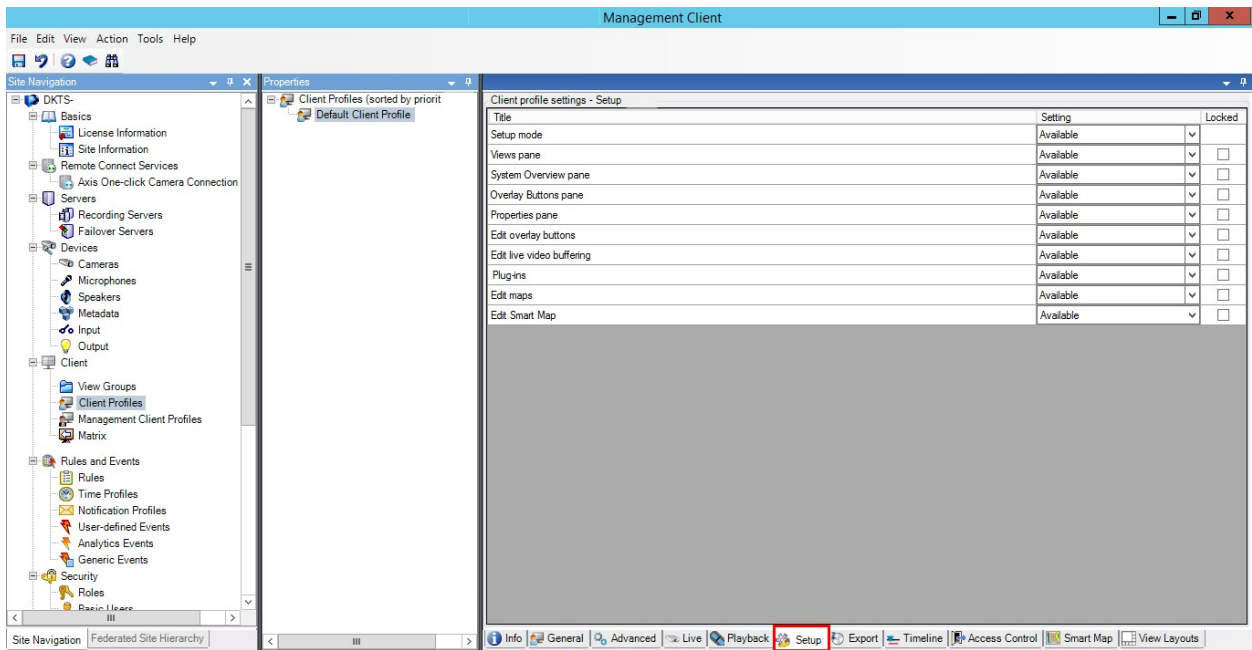 Management Client
File Edit View Action Tools Help
Site Navigation
DKTS-
Basics
License Information
Site Information
Remote Connect Services
Axis One-click Camera Connection
Servers
Recording Servers
Failover Servers
Devices
Cameras
Microphones
Speakers
Metadata
Input
Output
Client
View Groups
Client Profiles
Management Client Profiles
Matrix
Rules and Events
Rules
Time Profiles
Notification Profiles
User-defined Events
Analytics Events
Generic Events
Security
Roles
Basic Users
Site Navigation Federated Site Hierarchy
Properties
Client Profiles (sorted by priorit
Default Client Profile
Client profile settings - Setup
Title Setting Locked
Setup mode Available
Views pane Available
System Overview pane Available
Overlay Buttons pane Available
Properties pane Available
Edit overlay buttons Available
Edit live video buffering Available
Plug-ins Available
Edit maps Available
Edit Smart Map Available
Info General Advanced Live Playback Setup Export Timeline Access Control Smart Map View Layouts